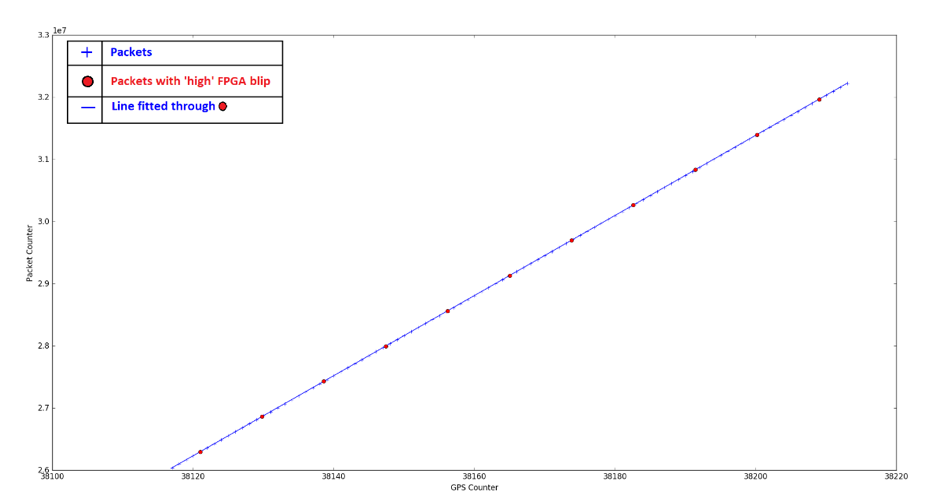 1e7
3.3
Packets
Packets with 'high' FPGA blip
Line fitted through
3.2
3.1
3.0
2.9
2.8
2.7
2.6
Packet Counter
38100 38120 38140 38160 38180 38200 38220
GPS Counter